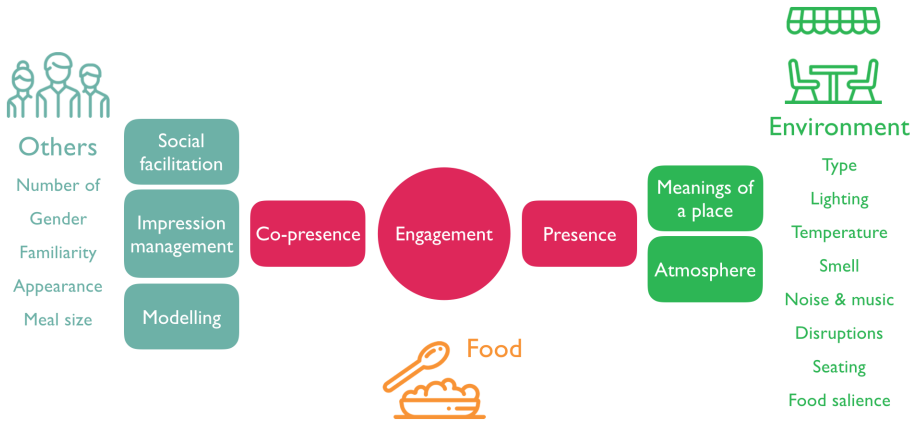 Others
Number of
Gender
Familiarity
Appearance
Meal size
Social
facilitation
Impression
management
Modelling
Co-presence
Engagement
Presence
Meanings of
a place
Atmosphere
Environment
Type
Lighting
Temperature
Smell
Noise & music
Disruptions
Seating
Food salience
Food